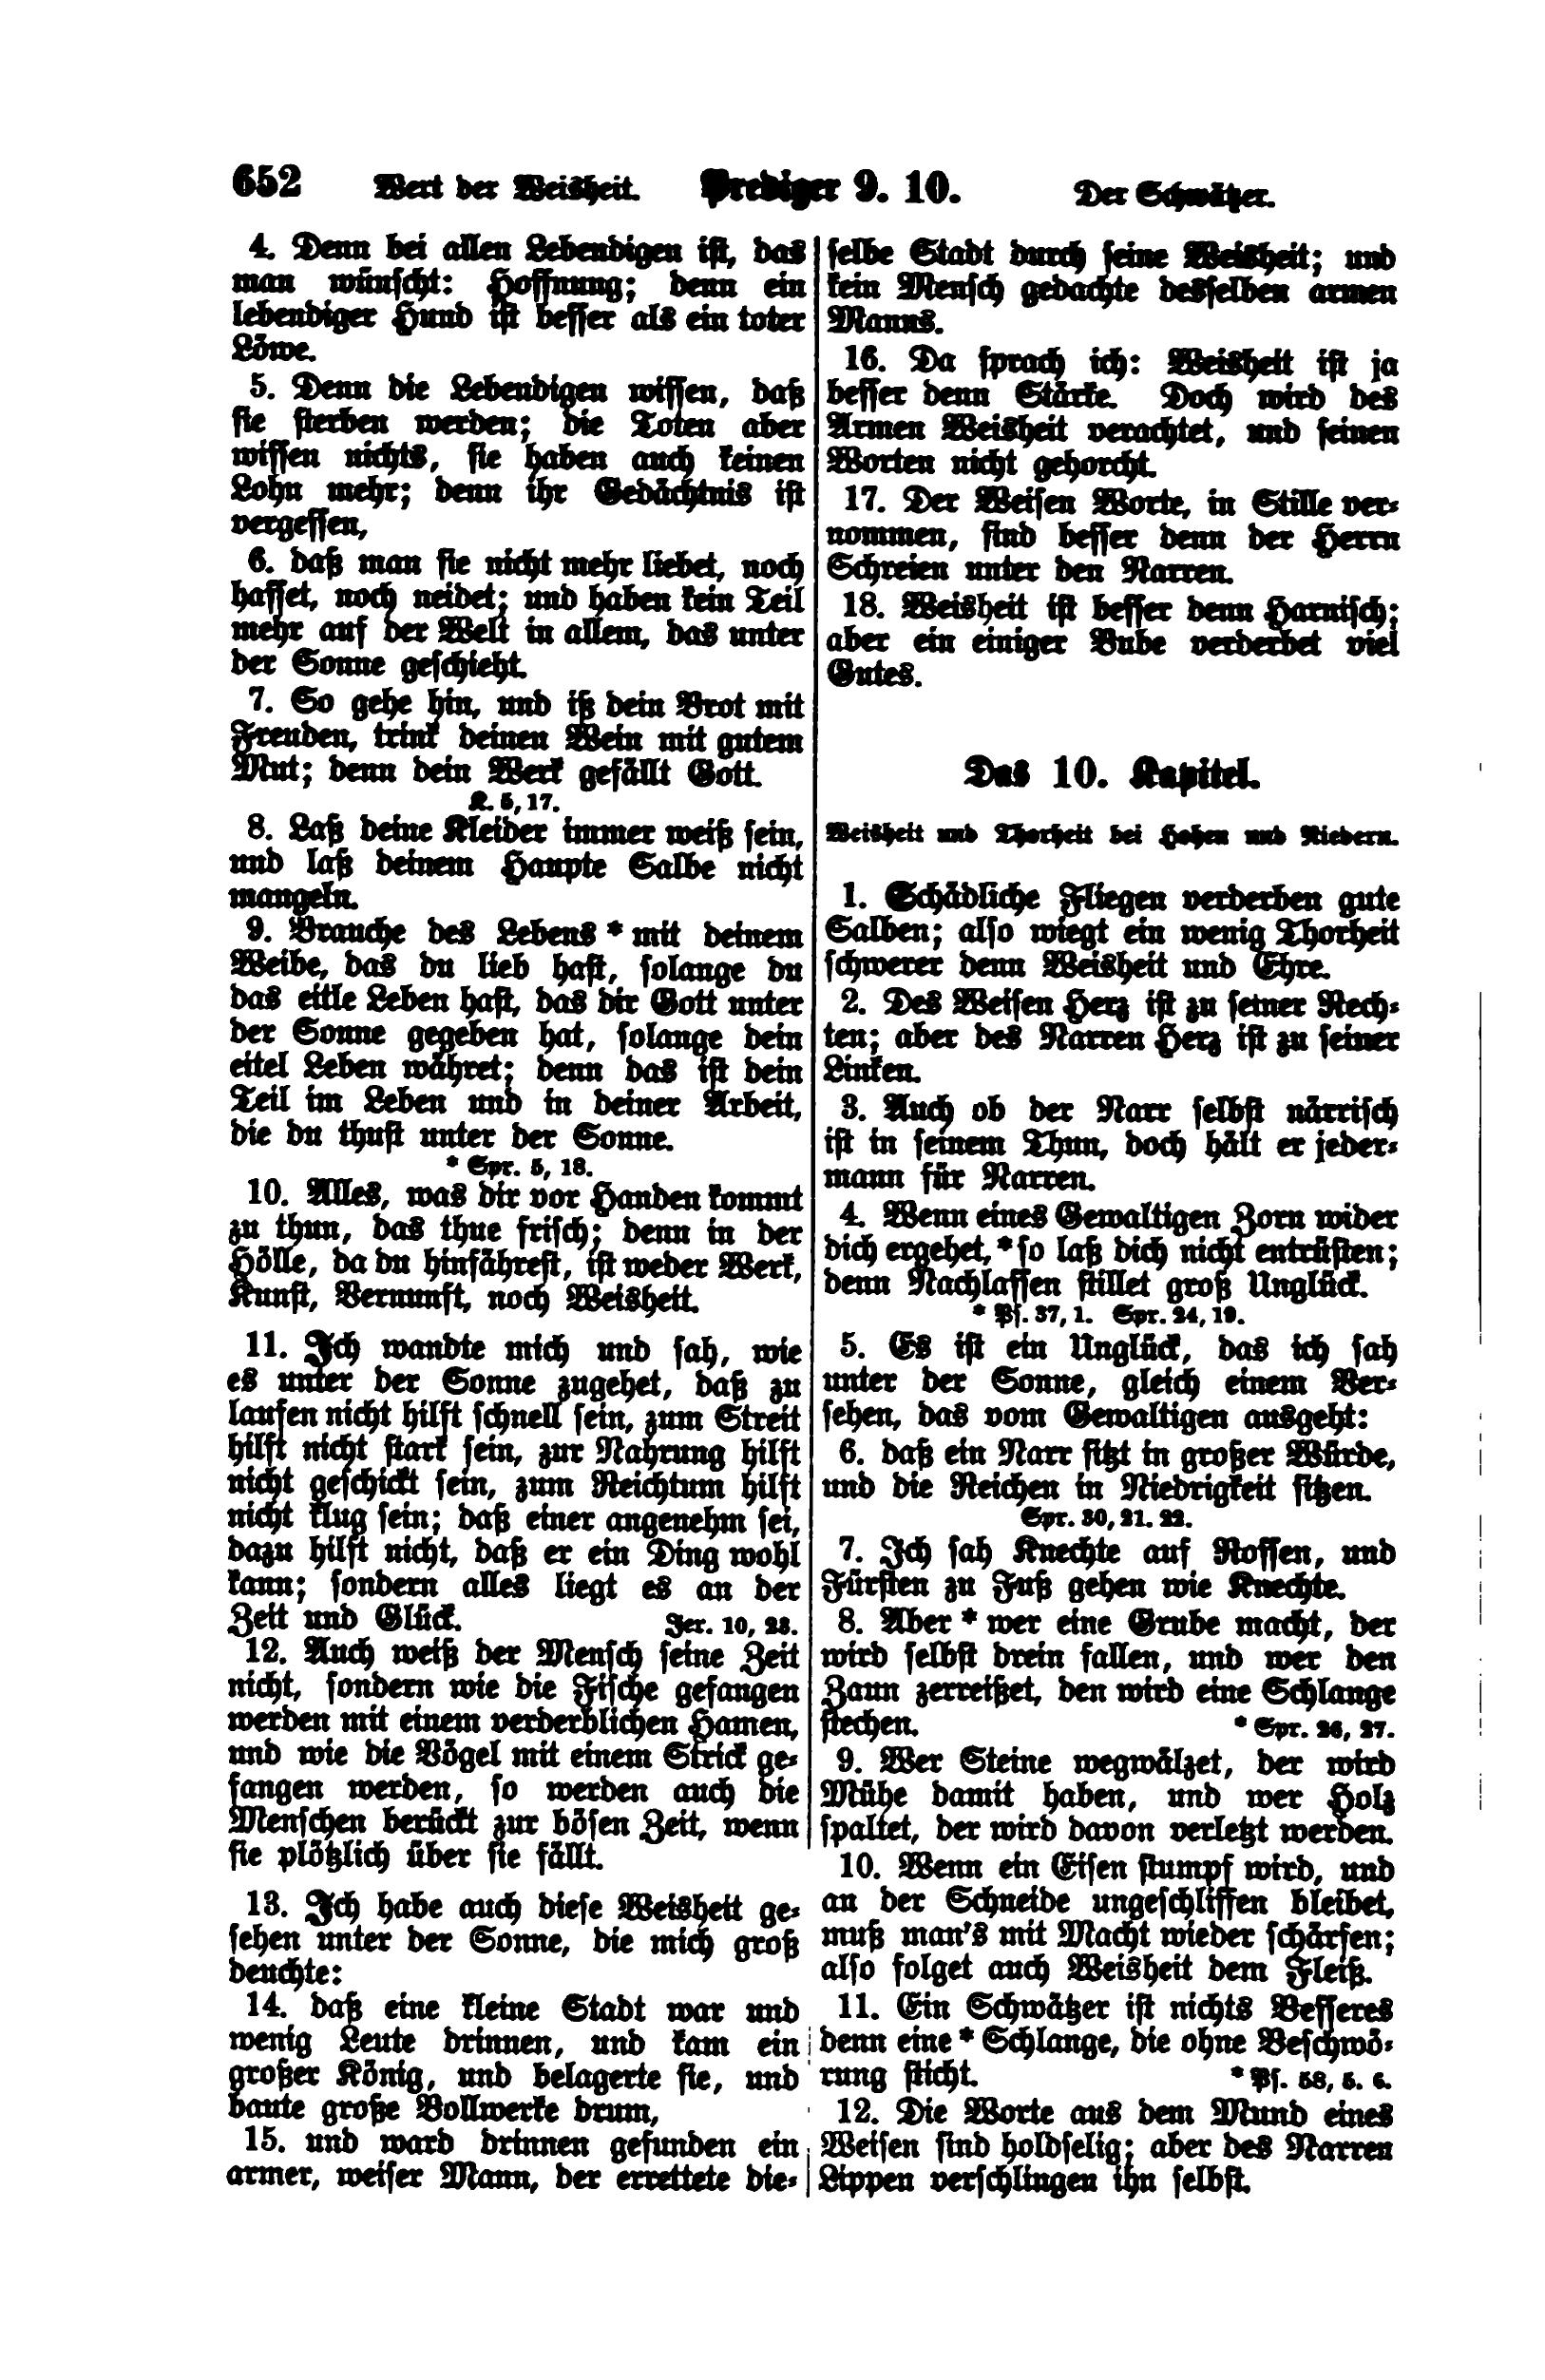 652 Wert der Weisheit. Prediger 9. 10. Der Schwätzer.
4. Denn bei allen Lebendigen ist, das
man wünscht: Hoffnung; denn ein
lebendiger Hund ist besser als ein toter
Löwe.
5. Denn die Lebendigen wissen, daß
sie sterben werden; die Toten aber
wissen nichts, sie haben auch keinen
Lohn mehr; denn ihr Gedächtnis ist
vergessen,
6. daß man sie nicht mehr liebet, noch
hasset, noch neidet; und haben kein Teil
mehr auf der Welt in allem, das unter
der Sonne geschieht.
7. So gehe hin, und iß dein Brot mit
Freuden, trink deinen Wein mit gutem
Mut; denn dein Werk gefällt Gott.
K. 5, 17.
8. Laß deine Kleider immer weiß sein,
und laß deinem Haupte Salbe nicht
mangeln.
9. Brauche des Lebens * mit deinem
Weibe, das du lieb hast, solange du
das eitle Leben hast, das dir Gott unter
der Sonne gegeben hat, solange dein
eitel Leben währet; denn das ist dein
Teil im Leben und in deiner Arbeit,
die du thust unter der Sonne.
* Spr. 5, 18.
10. Alles, was dir vor Handen kommt
zu thun, das thue frisch; denn in der
Hölle, da du hinfährest, ist weder Werk,
Kunst, Vernunft, noch Weisheit.
11. Ich wandte mich und sah, wie
es unter der Sonne zugehet, daß zu
laufen nicht hilft schnell sein, zum Streit
hilft nicht stark sein, zur Nahrung hilft
nicht geschickt sein, zum Reichtum hilft
nicht klug sein; daß einer angenehm sei,
dazu hilft nicht, daß er ein Ding wohl
kann; sondern alles liegt es an der
Zeit und Glück. Jer. 10, 23.
12. Auch weiß der Mensch seine Zeit
nicht, sondern wie die Fische gefangen
werden mit einem verderblichen Hamen,
und wie die Vögel mit einem Strick ge-
fangen werden, so werden auch die
Menschen berückt zur bösen Zeit, wenn
sie plötzlich über sie fällt.
13. Ich habe auch diese Weisheit ge-
sehen unter der Sonne, die mich groß
deuchte:
14. daß eine kleine Stadt war und
wenig Leute drinnen, und kam ein
großer König, und belagerte sie, und
baute große Bollwerke drum,
15. und ward drinnen gefunden ein
armer, weiser Mann, der errettete die-
selbe Stadt durch seine Weisheit; und
kein Mensch gedachte desselben armen
Manns.
16. Da sprach ich: Weisheit ist ja
besser denn Stärke. Doch wird des
Armen Weisheit verachtet, und seinen
Worten nicht gehorcht.
17. Der Weisen Worte, in Stille ver-
nommen, sind besser denn der Herrn
Schreien unter den Narren.
18. Weisheit ist besser denn Harnisch;
aber ein einiger Bube verderbet viel
Gutes.
Das 10. Kapitel.
Weisheit und Thorheit bei Hohen und Niedern.
1. Schädliche Fliegen verderben gute
Salben; also wiegt ein wenig Thorheit
schwerer denn Weisheit und Ehre.
2. Des Weisen Herz ist zu seiner Rech-
ten; aber des Narren Herz ist zu seiner
Linken.
3. Auch ob der Narr selbst närrisch
ist in seinem Thun, doch hält er jeder-
mann für Narren.
4. Wenn eines Gewaltigen Zorn wider
dich ergehet, * so laß dich nicht entrüsten;
denn Nachlassen stillet groß Unglück.
* Ps. 37, 1. Spr. 24, 19.
5. Es ist ein Unglück, das ich sah
unter der Sonne, gleich einem Ver-
sehen, das vom Gewaltigen ausgeht:
6. daß ein Narr sitzt in großer Würde,
und die Reichen in Niedrigkeit sitzen.
Spr. 30, 21. 22.
7. Ich sah Knechte auf Rossen, und
Fürsten zu Fuß gehen wie Knechte.
8. Aber * wer eine Grube macht, der
wird selbst drein fallen, und wer den
Zaun zerreißet, den wird eine Schlange
stechen. * Spr. 26, 27.
9. Wer Steine wegwälzet, der wird
Mühe damit haben, und wer Holz
spaltet, der wird davon verletzt werden.
10. Wenn ein Eisen stumpf wird, und
an der Schneide ungeschliffen bleibet,
muß man's mit Macht wieder schärfen;
also folget auch Weisheit dem Fleiß.
11. Ein Schwätzer ist nichts Besseres
denn eine * Schlange, die ohne Beschwö-
rung sticht. * Ps. 58, 5. 6.
12. Die Worte aus dem Mund eines
Weisen sind holdselig; aber des Narren
Lippen verschlingen ihn selbst.